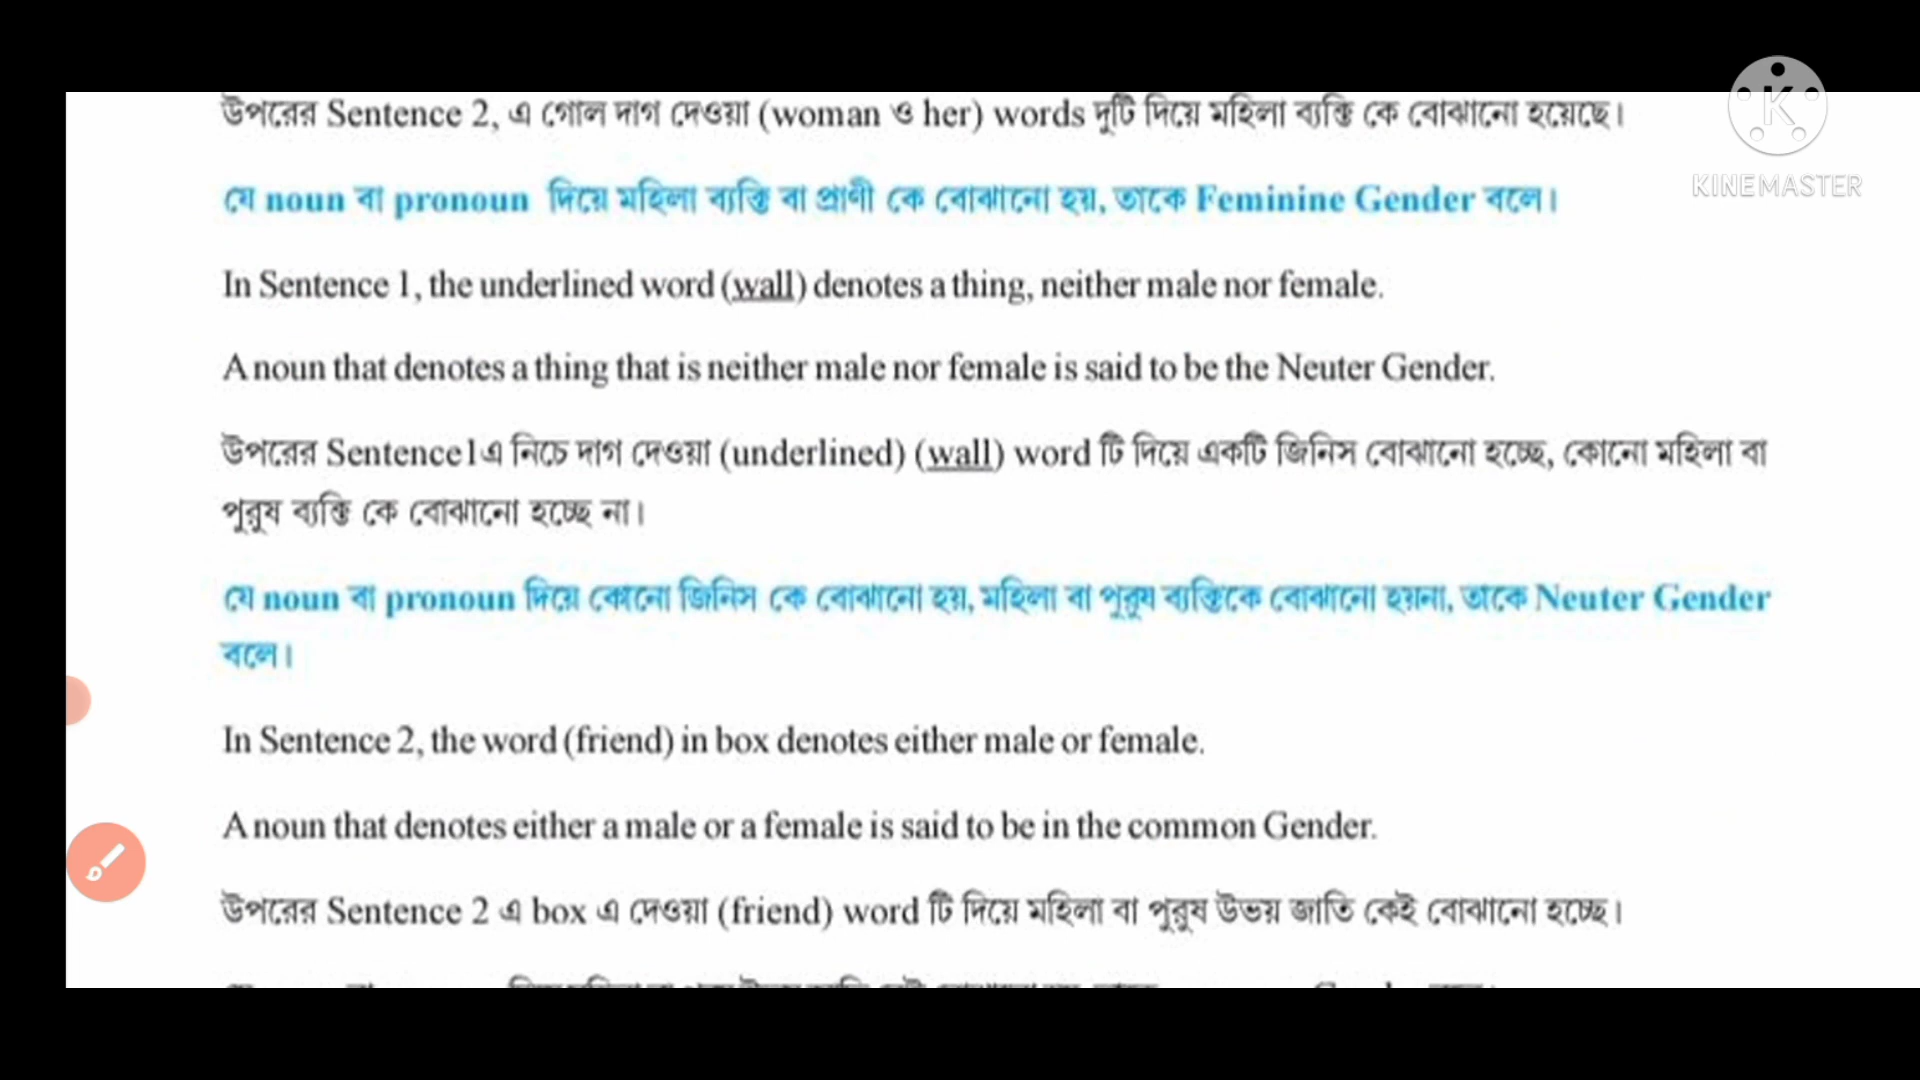 উপরের Sentence 2, এ গোল দাগ দেওয়া (woman ও her) words দুটি দিয়ে মহিলা ব্যক্তি কে বোঝানো হয়েছে।
যে noun বা pronoun দিয়ে মহিলা ব্যক্তি বা প্রাণী কে বোঝানো হয়, তাকে Feminine Gender বলে।
In Sentence 1, the underlined word (wall) denotes a thing, neither male nor female.
A noun that denotes a thing that is neither male nor female is said to be the Neuter Gender.
উপরের Sentence1এ নিচে দাগ দেওয়া (underlined) (wall) word টি দিয়ে একটি জিনিস বোঝানো হচ্ছে, কোনো মহিলা বা
পুরুষ ব্যক্তি কে বোঝানো হচ্ছে না।
যে noun বা pronoun দিয়ে কোনো জিনিস কে বোঝানো হয়, মহিলা বা পুরুষ ব্যক্তিকে বোঝানো হয়না, তাকে Neuter Gender
বলে।
In Sentence 2, the word (friend) in box denotes either male or female.
A noun that denotes either a male or a female is said to be in the common Gender.
উপরের Sentence 2 এ box এ দেওয়া (friend) word টি দিয়ে মহিলা বা পুরুষ উভয় জাতি কেই বোঝানো হচ্ছে।
K
KINEMASTER